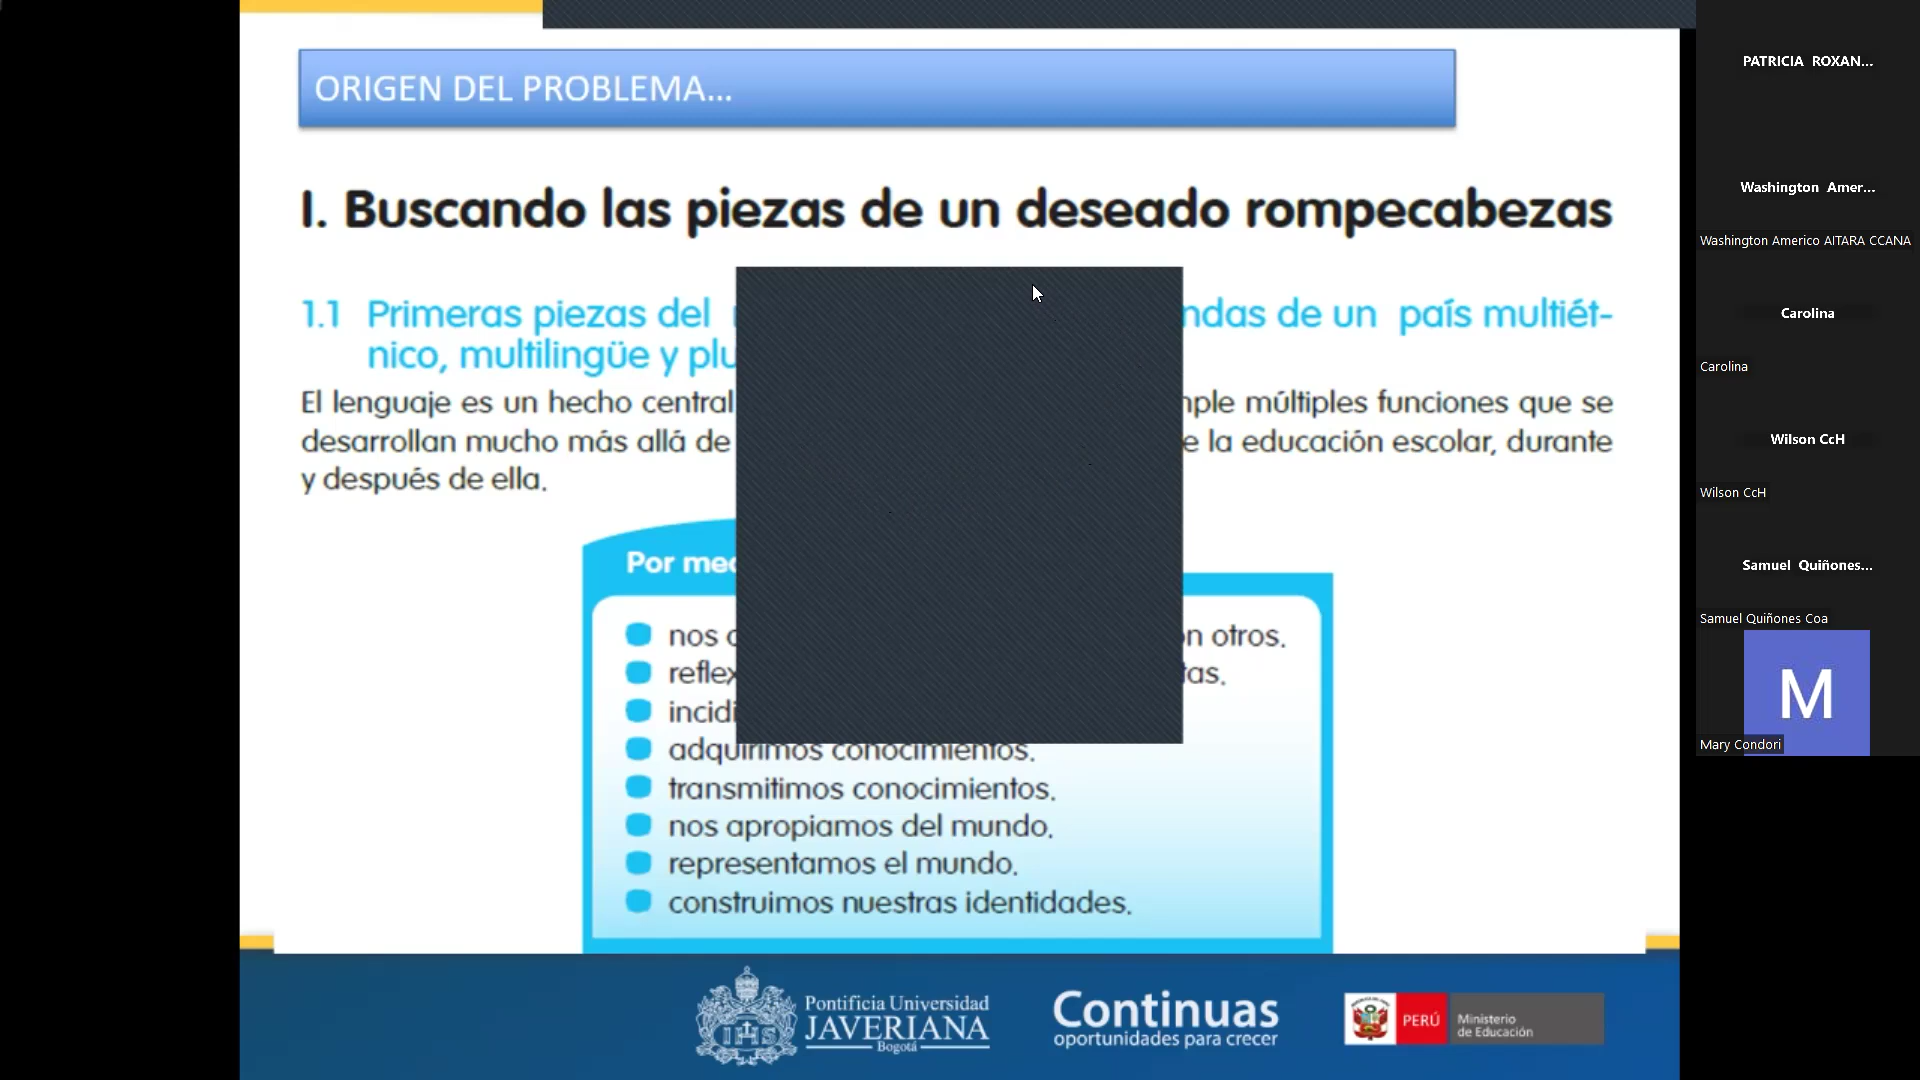 ORIGEN DEL PROBLEMA...
I. Buscando las piezas de un deseado rompecabezas
1.1 Primeras piezas del ndas de un país multiét-
nico, multilingüe y plu
El lenguaje es un hecho central mple múltiples funciones que se
desarrollan mucho más allá de e la educación escolar, durante
y después de ella.
Por med
nos on otros.
reflex tas.
incidi
adquirimos conocimientos.
transmitimos conocimientos.
nos apropiamos del mundo.
representamos el mundo.
construimos nuestras identidades.
Pontificia Universidad
JAVERIANA
Bogotá
Continuas
oportunidades para crecer
PERÚ
Ministerio
de Educación
PATRICIA ROXAN...
Washington Amer...
Washington Americo AITARA CCANA
Carolina
Carolina
Wilson CcH
Wilson CcH
Samuel Quiñones...
Samuel Quiñones Coa
M
Mary Condori